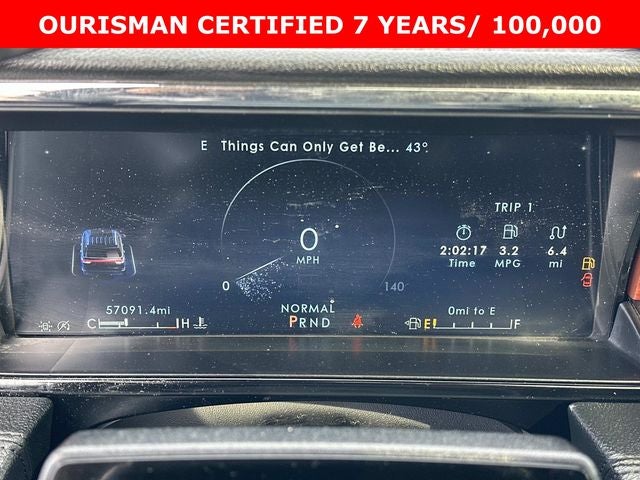 OURISMAN CERTIFIED 7 YEARS/ 100,000
E Things Can Only Get Be... 43°
TRIP 1
0
MPH
2:02:17 3.2 6.4
Time MPG mi
0 140
57091.4mi NORMAL 0mi to E
C H PRND E! F